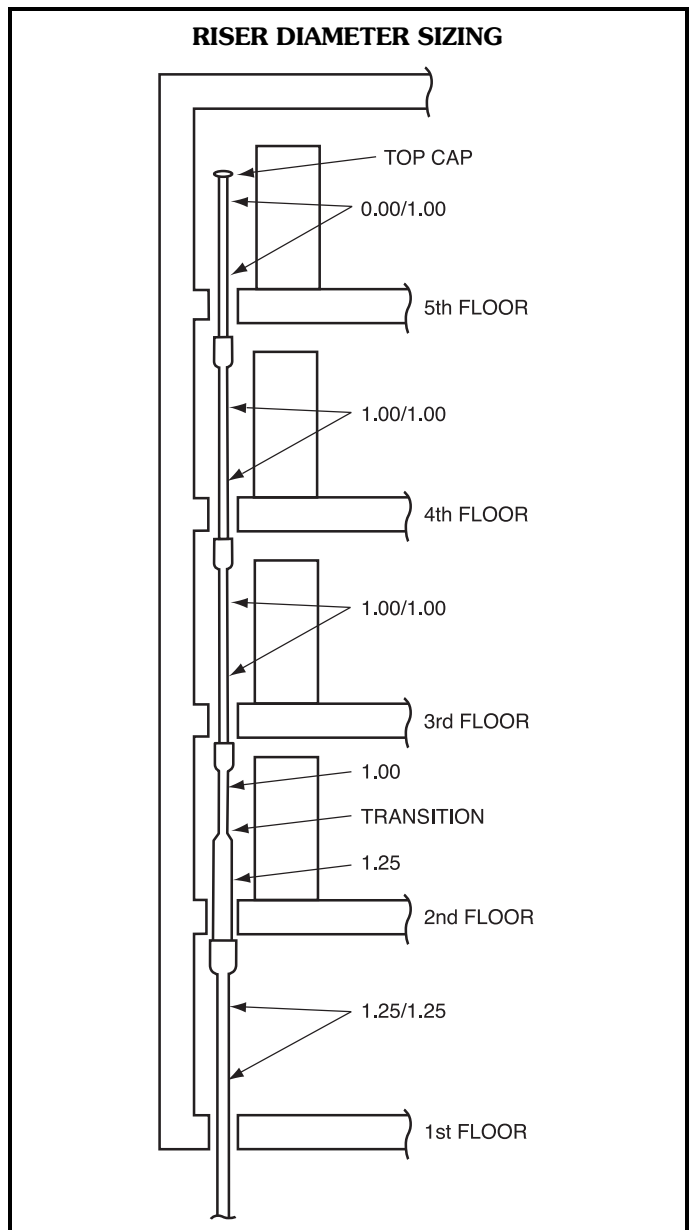 RISER DIAMETER SIZING
TOP CAP
0.00/1.00
5th FLOOR
1.00/1.00
4th FLOOR
1.00/1.00
3rd FLOOR
1.00
TRANSITION
1.25
2nd FLOOR
1.25/1.25
1st FLOOR